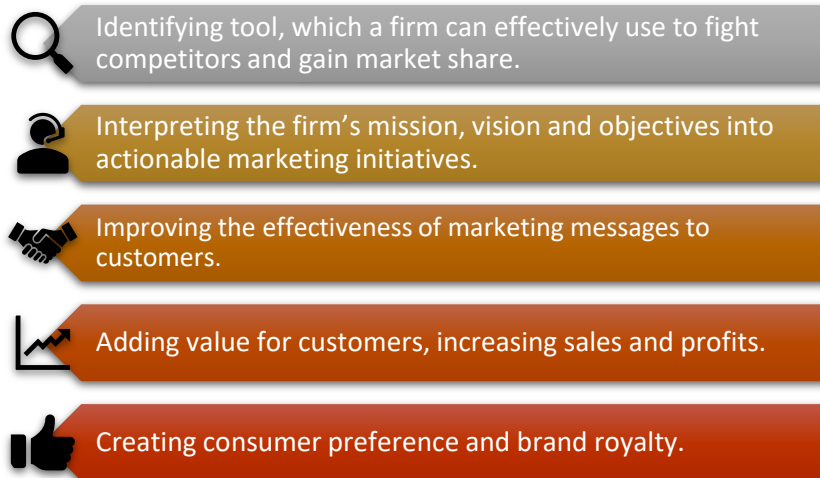 Identifying tool, which a firm can effectively use to fight
competitors and gain market share.
Interpreting the firm's mission, vision and objectives into
actionable marketing initiatives.
Improving the effectiveness of marketing messages to
customers.
Adding value for customers, increasing sales and profits.
Creating consumer preference and brand royalty.